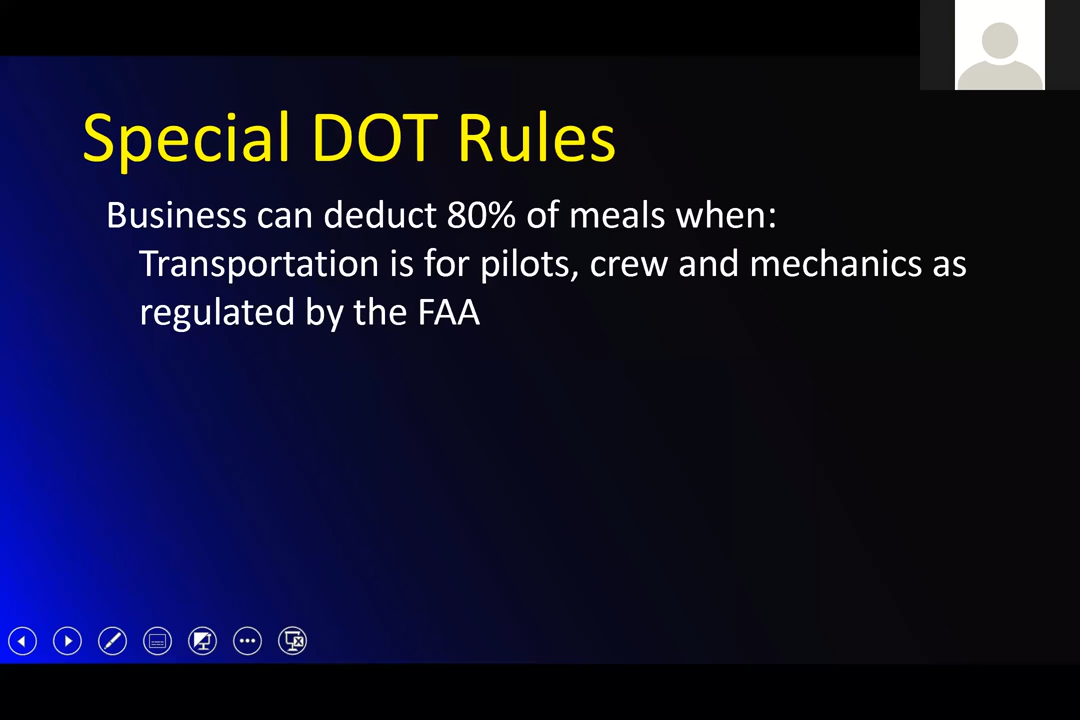 Special DOT Rules
Business can deduct 80% of meals when:
Transportation is for pilots, crew and mechanics as
regulated by the FAA